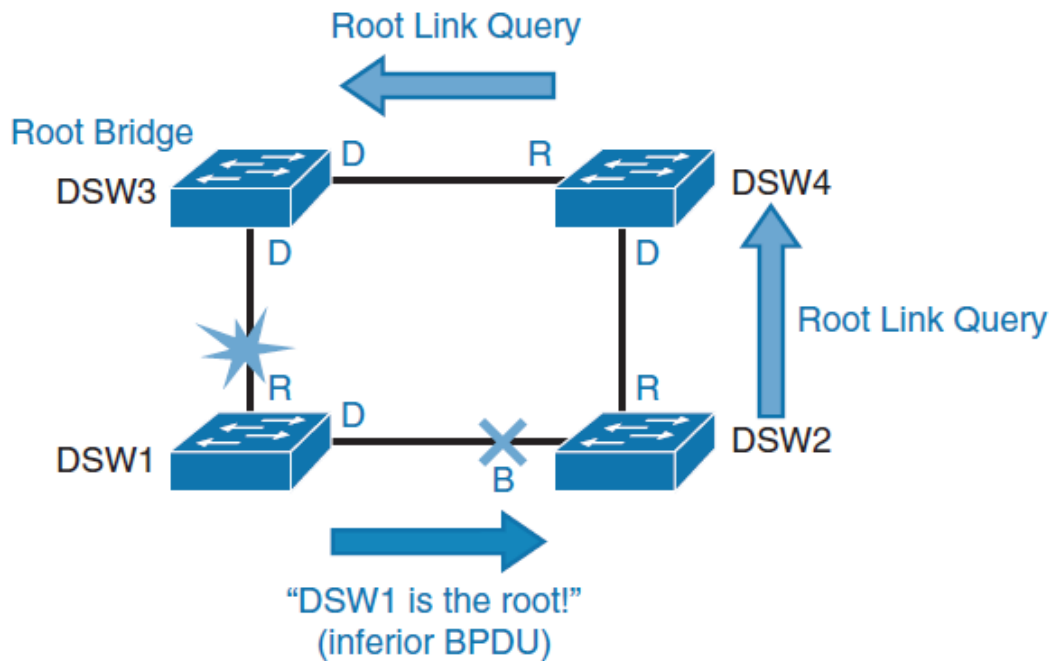 Root Link Query
Root Bridge
D
R
DSW3
DSW4
D
D
Root Link Query
R
R
D
DSW1
DSW2
B
“DSW1 is the root!”
(inferior BPDU)